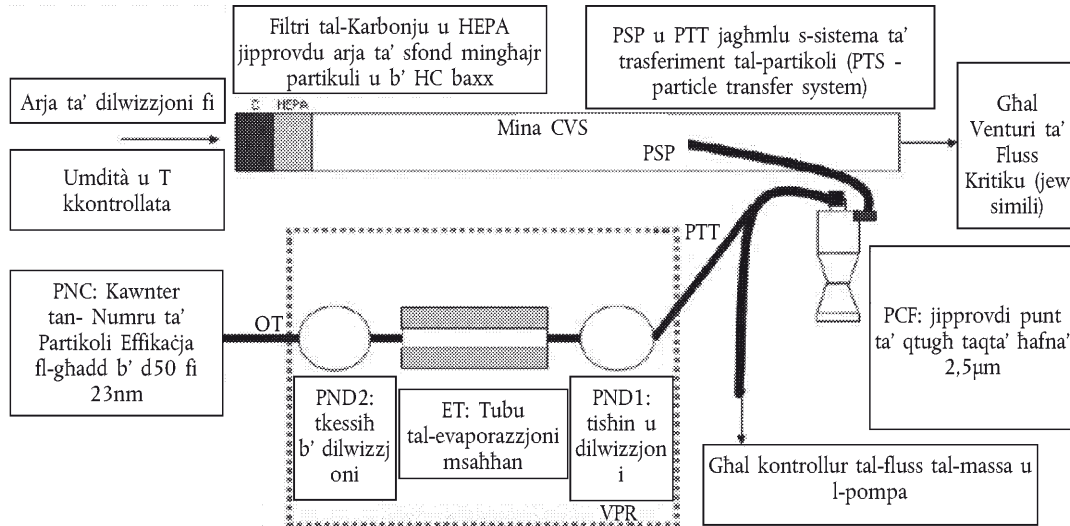 Filtri tal-Karbonju u HEPA
jipprovdu arja ta' sfond mingħajr
partikuli u b' HC baxx
PSP u PTT jagħmlu s-sistema ta'
trasferiment tal-partikoli (PTS -
particle transfer system)
Arja ta' dilwizzjoni fi
C HEPA
Mina CVS
PSP
Għal
Venturi ta'
Fluss
Kritiku (jew
simili)
Umdità u T
kkontrollata
PTT
PNC: Kawnter
tan- Numru ta'
Partikoli Effikaċja
fl-għadd b' d50 fi
23nm
OT
PCF: jipprovdi punt
ta' qtugħ taqta' ħafna'
2,5µm
PND2:
tkessiħ
b' dilwizzj
oni
ET: Tubu
tal-evaporazzjoni
msaħħan
PND1:
tisħin u
dilwizzjon
i
Għal kontrollur tal-fluss tal-massa u
l-pompa
VPR